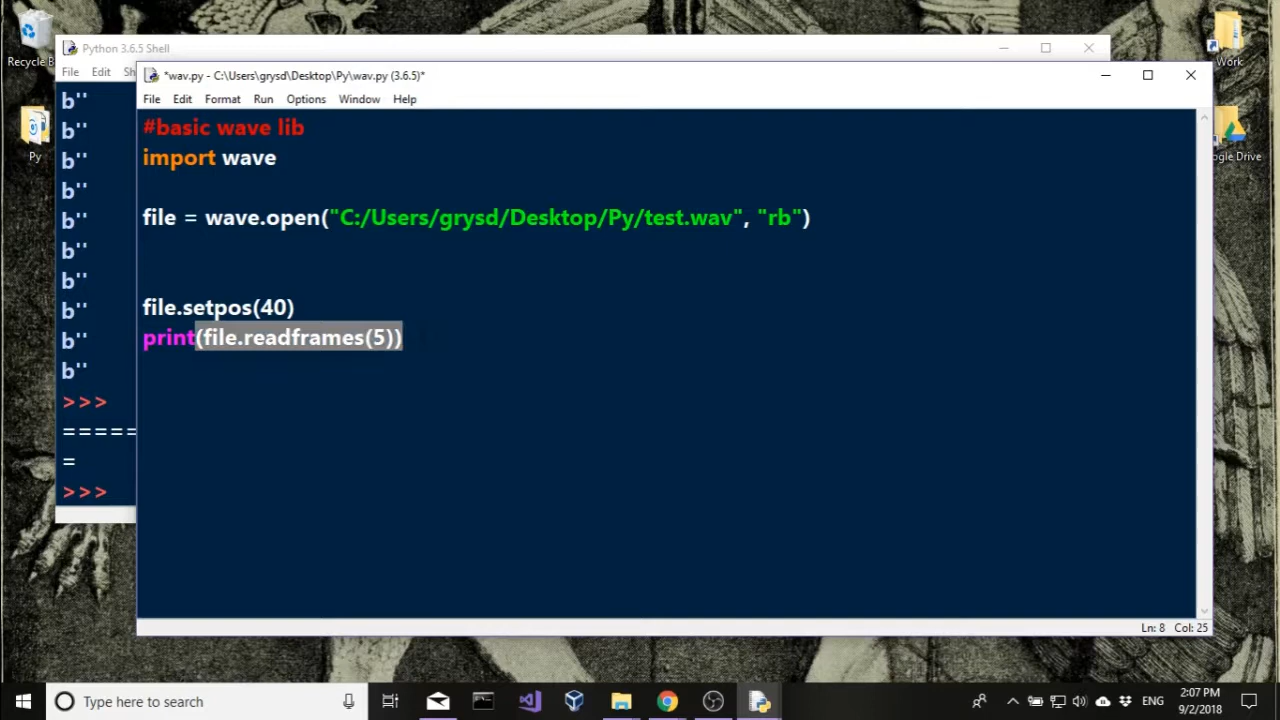 Recycle B
Py
Work
ogle Drive
Python 3.6.5 Shell
File Edit Sh
b''
b''
b''
b''
b''
b''
b''
b''
b''
b''
>>>
=====
=
>>>
*wav.py - C:\Users\grysd\Desktop\Py\wav.py (3.6.5)*
File Edit Format Run Options Window Help
#basic wave lib
import wave
file = wave.open("C:/Users/grysd/Desktop/Py/test.wav", "rb")
file.setpos(40)
print(file.readframes(5))
Ln: 8 Col: 25
Type here to search
ENG
2:07 PM
9/2/2018